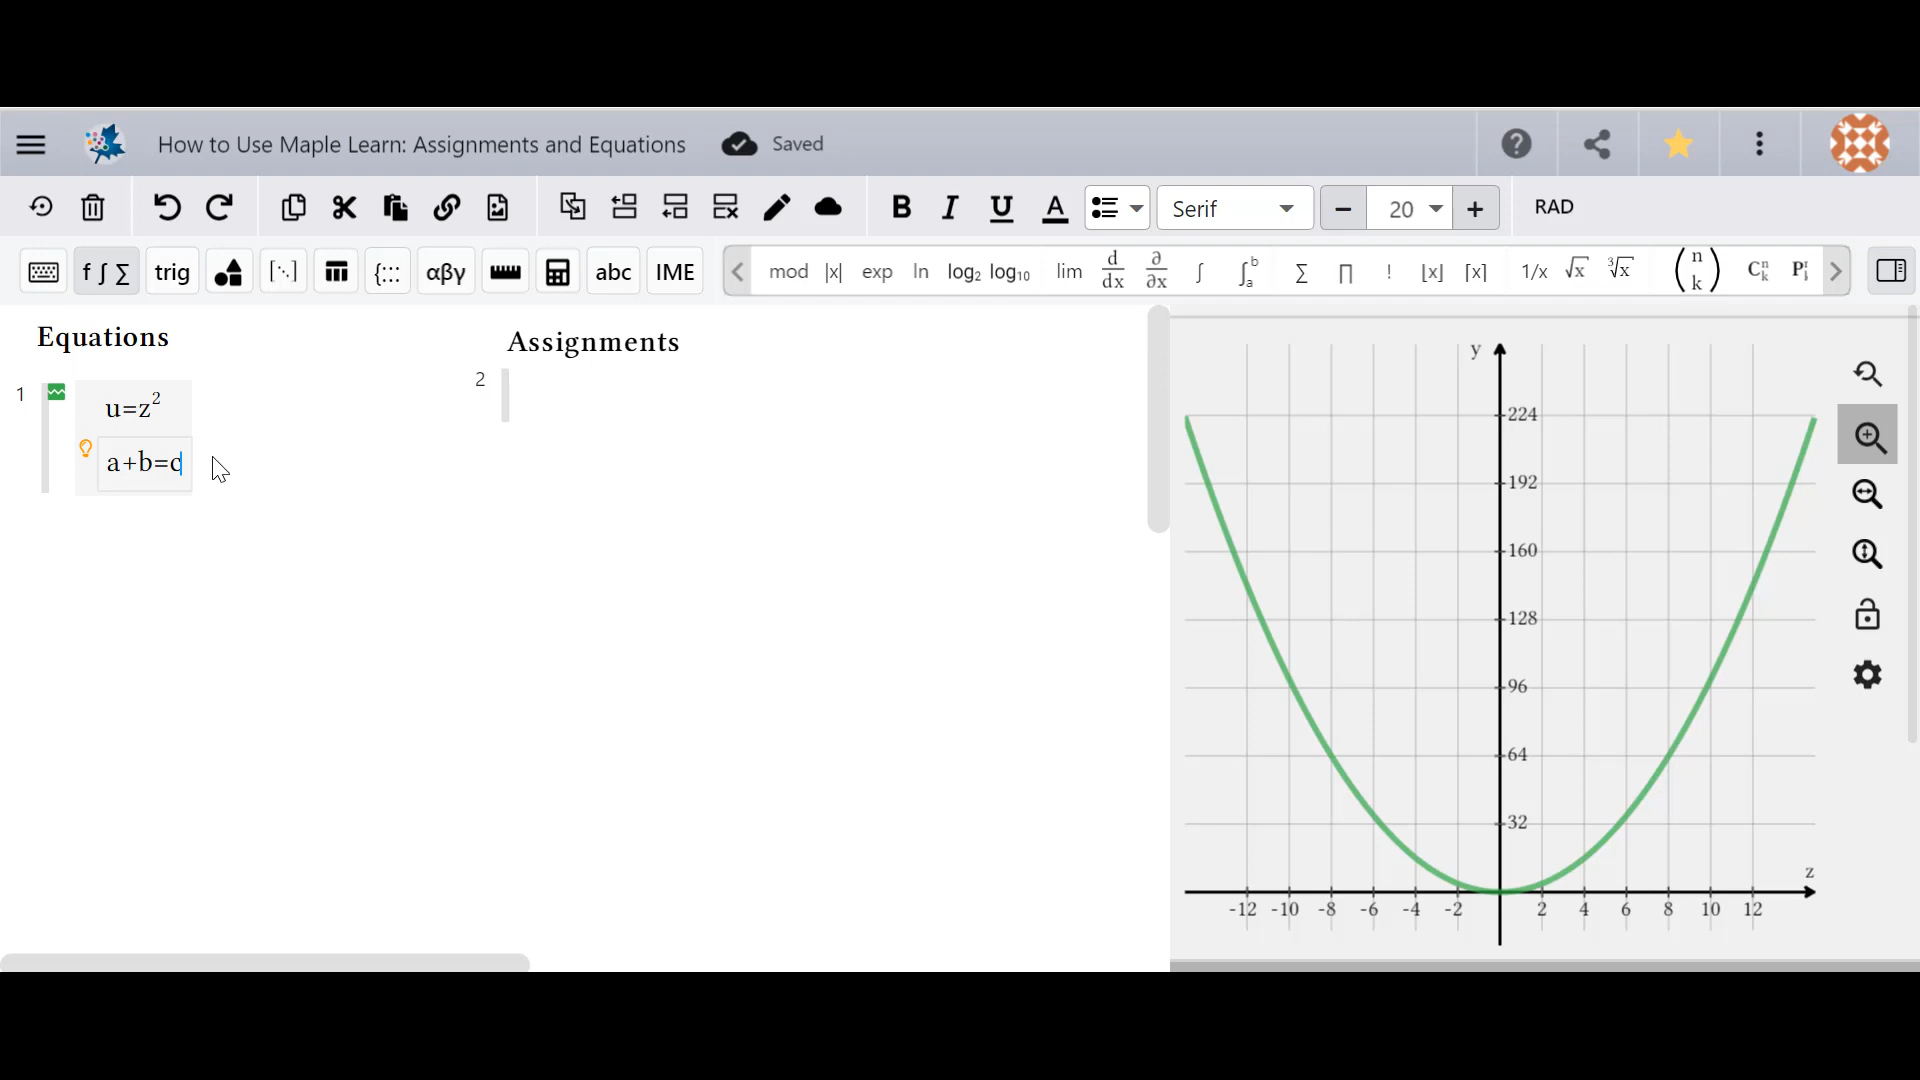 How to Use Maple Learn: Assignments and Equations Saved
B I U A Serif − 20 + RAD
f ∫ Σ trig αβγ abc IME mod |x| exp ln log₂ log₁₀ lim d/dx ∂/∂x ∫ ∫ₐᵇ Σ ∏ ! ⌊x⌋ ⌈x⌉ 1/x √x ∛x (n k) Cⁿₖ
Equations
Assignments
1
u=z²
2
a+b=c
y
224
192
160
128
96
64
32
z
-12 -10 -8 -6 -4 -2 2 4 6 8 10 12